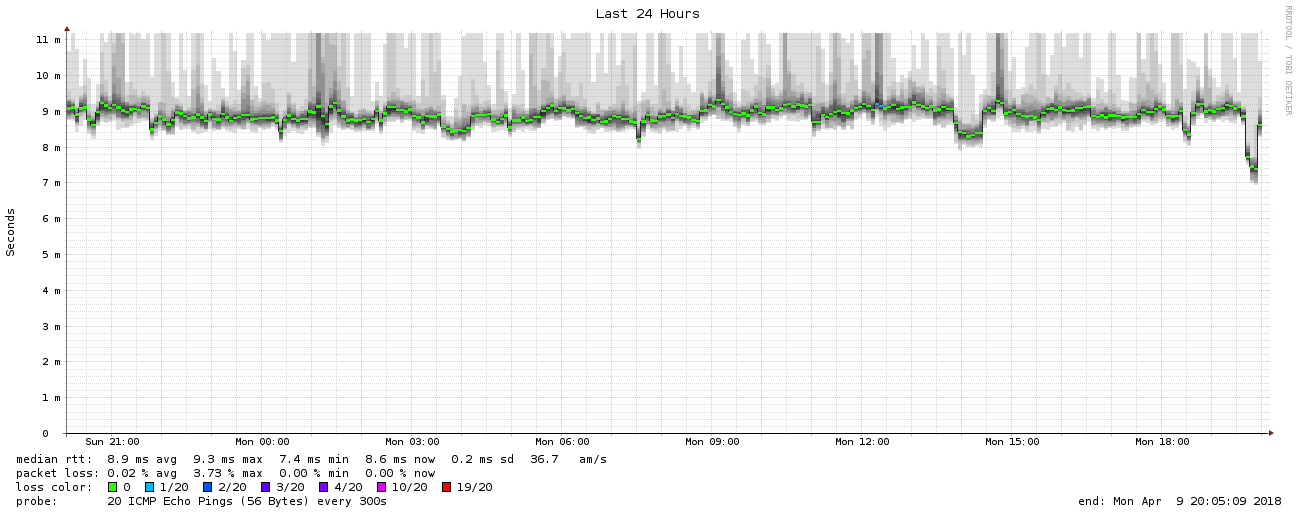 Last 24 Hours
RRDTOOL / TOBI OETIKER
Seconds
11 m
10 m
9 m
8 m
7 m
6 m
5 m
4 m
3 m
2 m
1 m
0
Sun 21:00 Mon 00:00 Mon 03:00 Mon 06:00 Mon 09:00 Mon 12:00 Mon 15:00 Mon 18:00
median rtt: 8.9 ms avg 9.3 ms max 7.4 ms min 8.6 ms now 0.2 ms sd 36.7 am/s
packet loss: 0.02 % avg 3.73 % max 0.00 % min 0.00 % now
loss color: 0 1/20 2/20 3/20 4/20 10/20 19/20
probe: 20 ICMP Echo Pings (56 Bytes) every 300s end: Mon Apr 9 20:05:09 2018